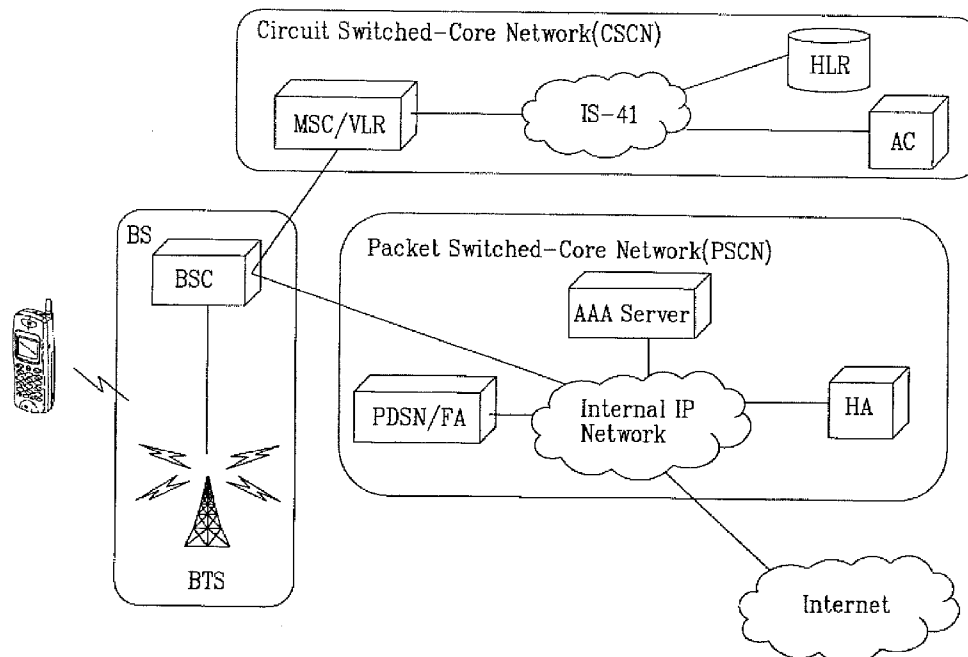 Circuit Switched-Core Network(CSCN)
HLR
MSC/VLR
IS-41
AC
BS
BSC
Packet Switched-Core Network(PSCN)
AAA Server
PDSN/FA
Internal IP
Network
HA
BTS
Internet